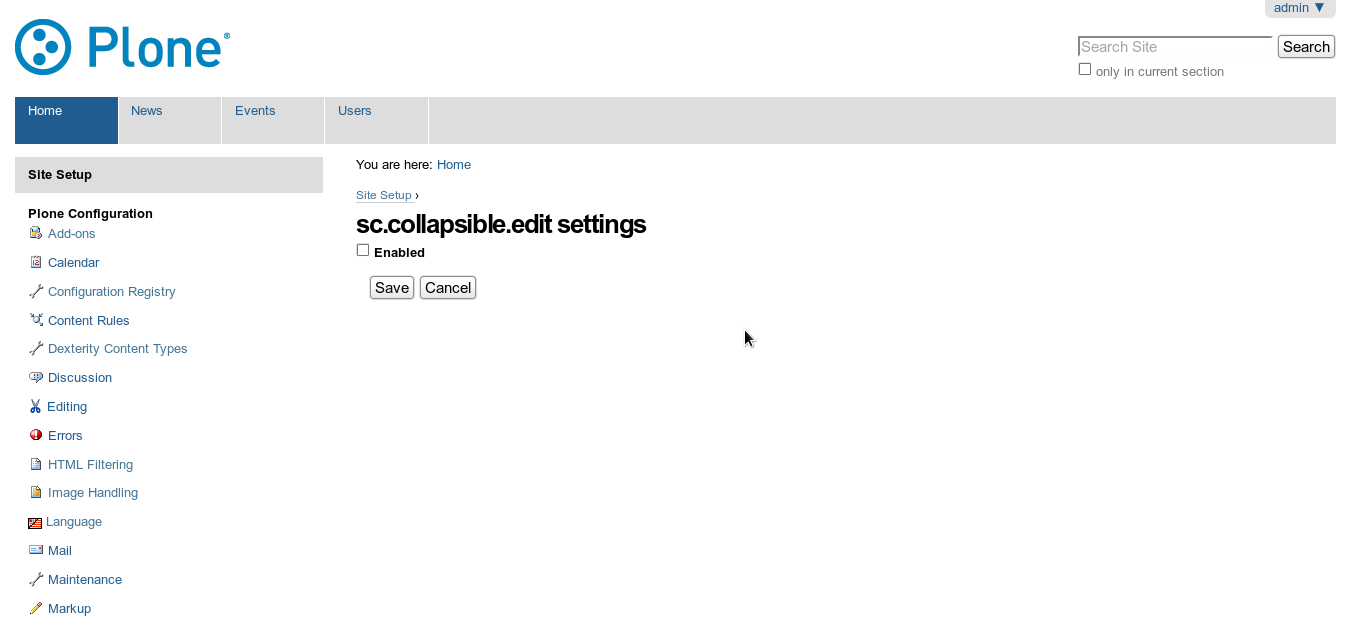 admin ▼
Plone®
Search Site
Search
only in current section
Home
News
Events
Users
Site Setup
Plone Configuration
Add-ons
Calendar
Configuration Registry
Content Rules
Dexterity Content Types
Discussion
Editing
Errors
HTML Filtering
Image Handling
Language
Mail
Maintenance
Markup
You are here: Home
Site Setup ›
sc.collapsible.edit settings
Enabled
Save
Cancel